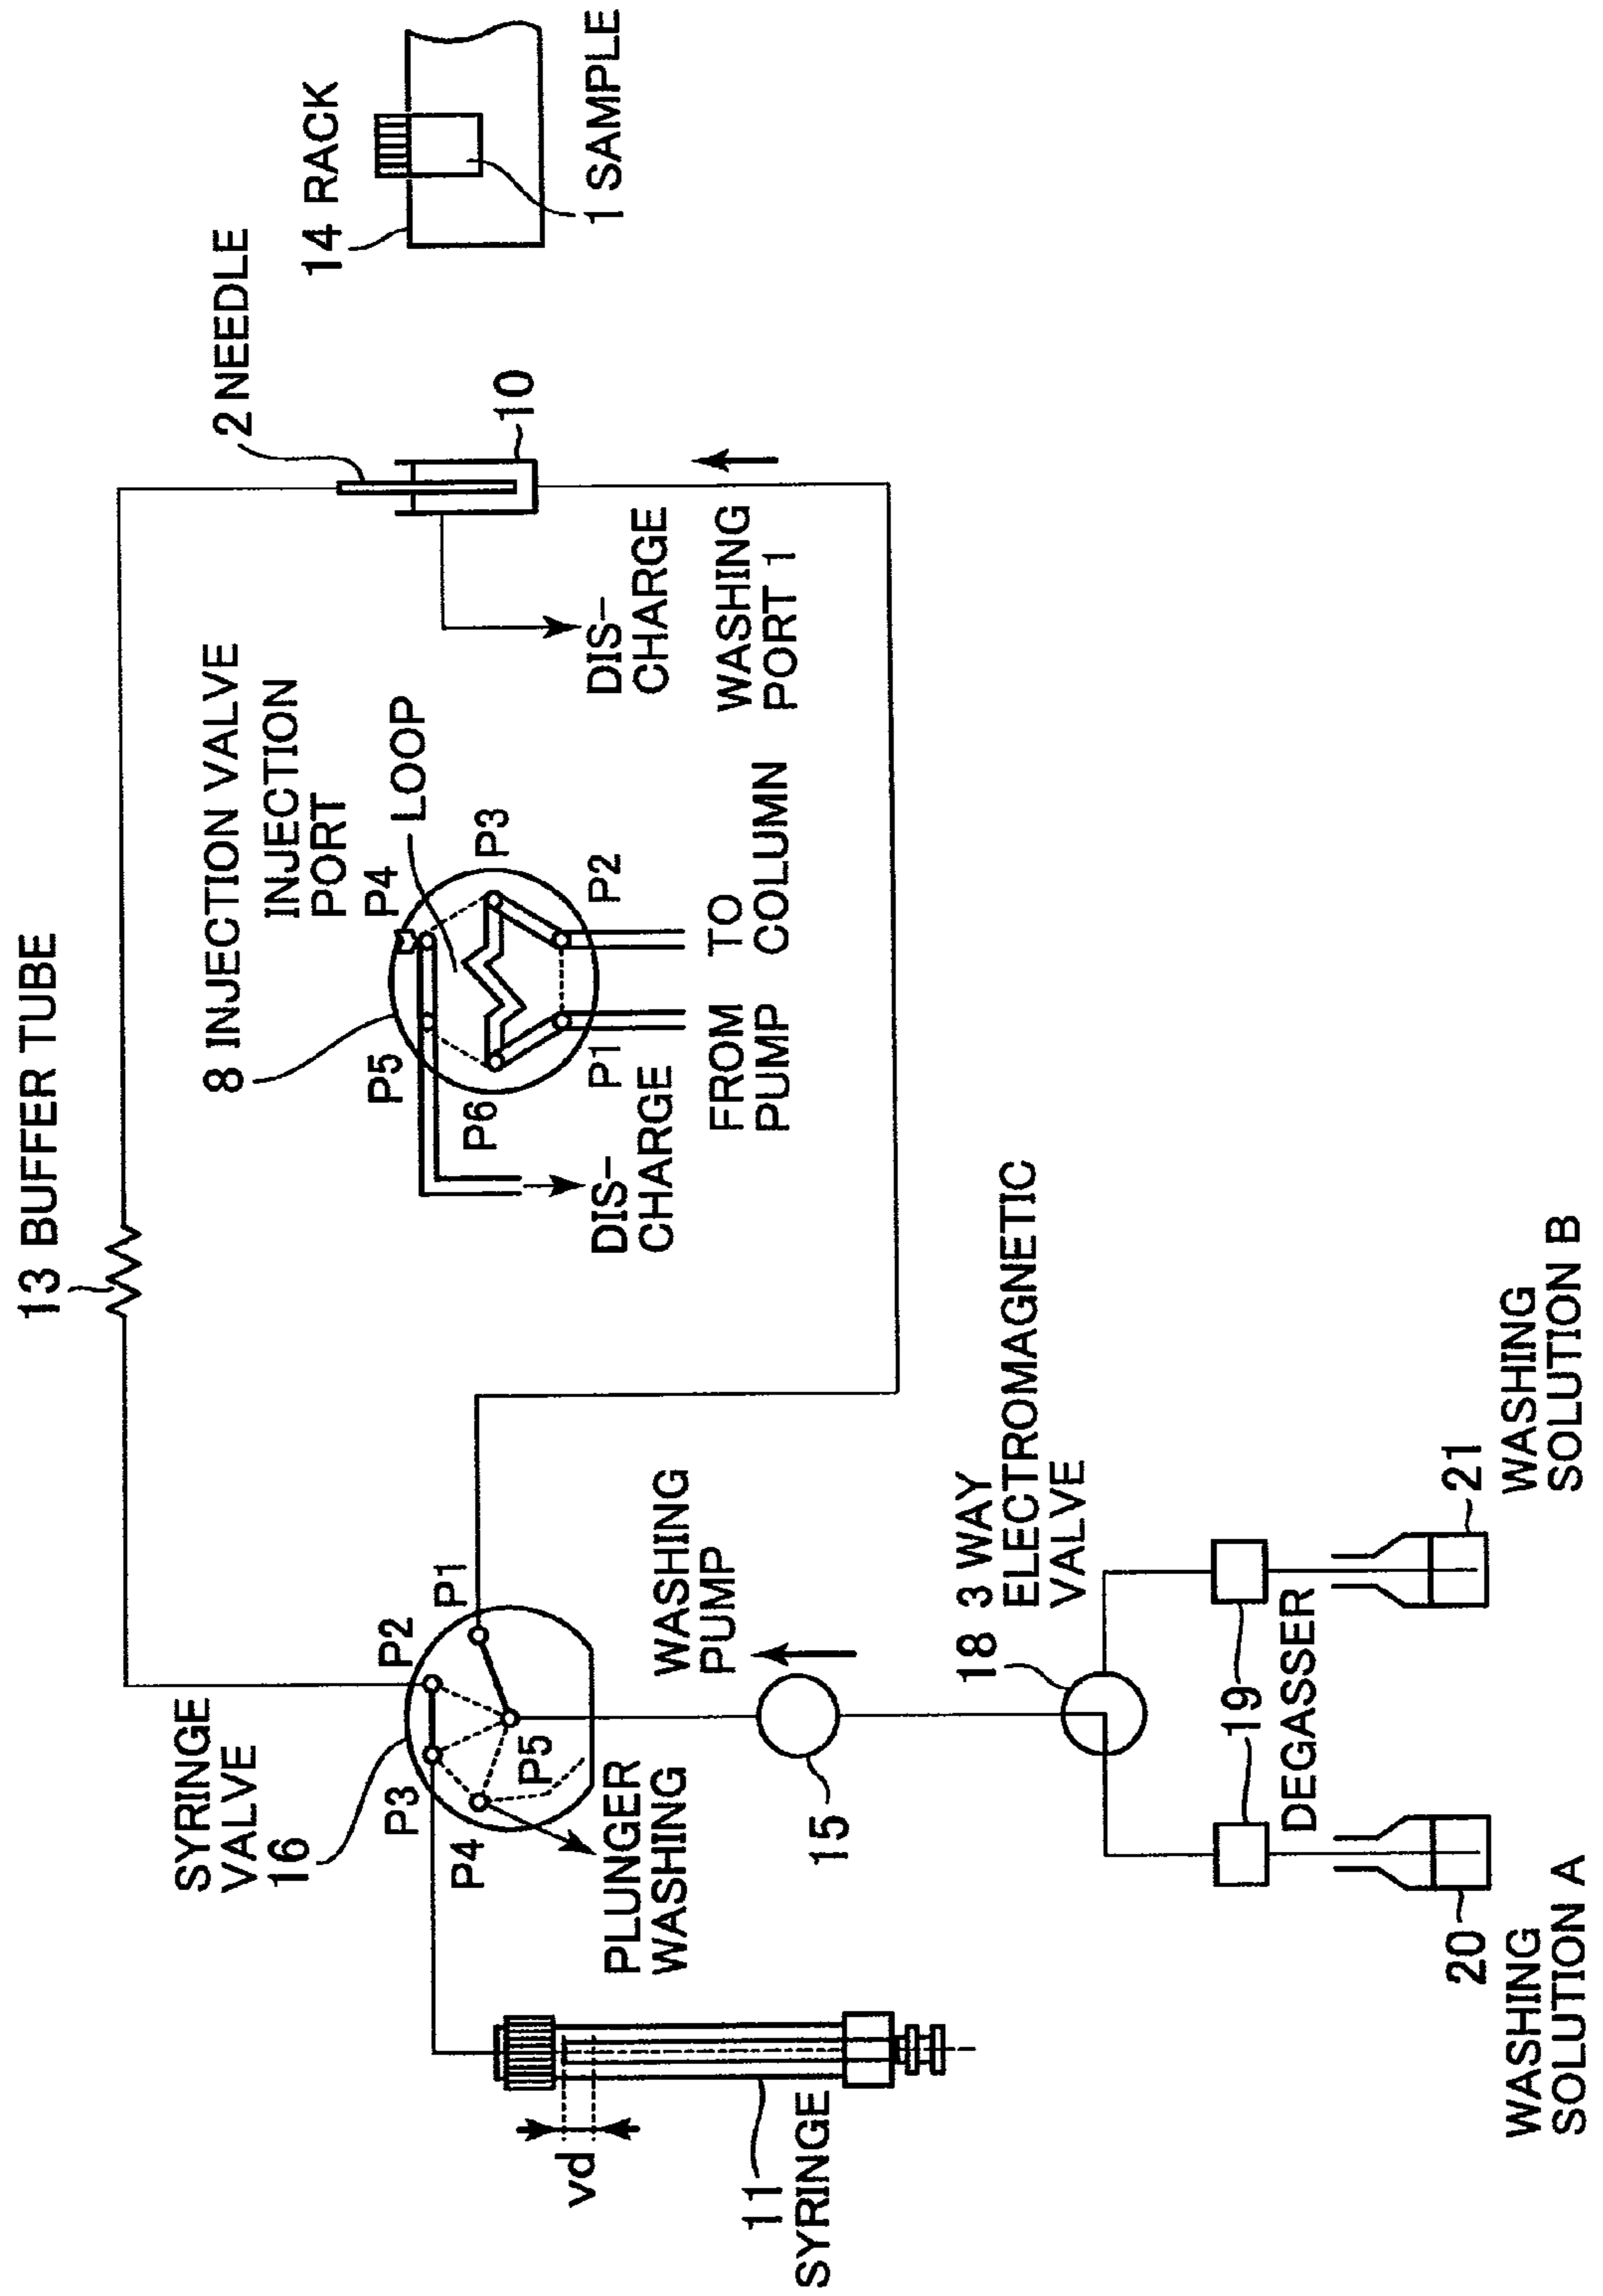 13 BUFFER TUBE
SYRINGE
VALVE
16
P2
P1
P3
P4
P5
PLUNGER
WASHING
WASHING
PUMP
15
vd
11
SYRINGE
18 3 WAY
ELECTROMAGNETIC
VALVE
19
DEGASSER
20
WASHING
SOLUTION A
21
WASHING
SOLUTION B
8 INJECTION VALVE
INJECTION
PORT
P4
LOOP
P5
P3
P6
P1
P2
DIS-
CHARGE
FROM
PUMP
TO
COLUMN
2 NEEDLE
10
DIS-
CHARGE
WASHING
PORT 1
14 RACK
1 SAMPLE